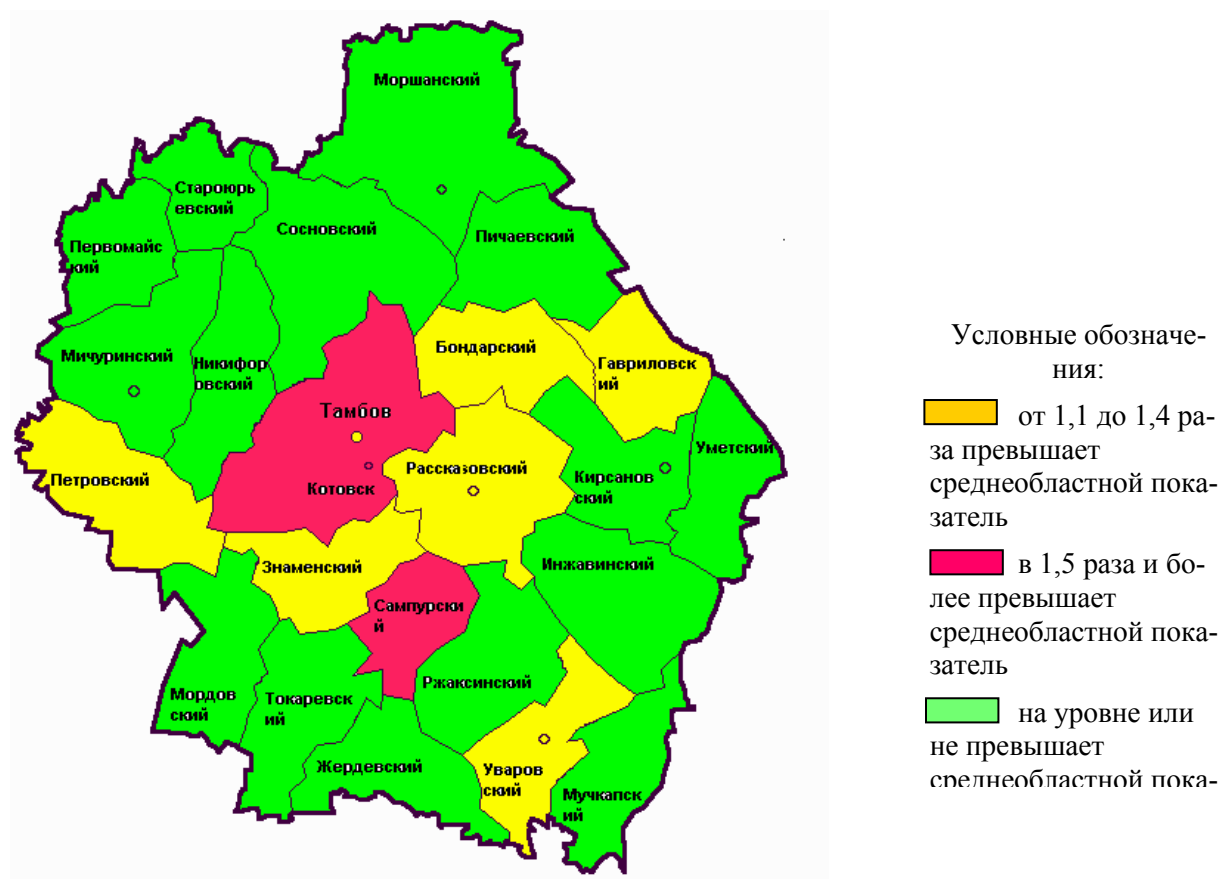 Моршанский
Староюрь
евский
Сосновский
Пичаевский
Первомайс
кий
Мичуринский
Никифор
овский
Бондарский
Гавриловск
ий
Тамбов
Котовск
Рассказовский
Кирсанов
ский
Уметский
Петровский
Знаменский
Инжавинский
Сампурски
й
Ржаксинский
Мордов
ский
Токаревск
ий
Жердевский
Уваров
ский
Мучкапск
ий
Условные обозначе-
ния:
от 1,1 до 1,4 ра-
за превышает
среднеобластной пока-
затель
в 1,5 раза и бо-
лее превышает
среднеобластной пока-
затель
на уровне или
не превышает
среднеобластной пока-